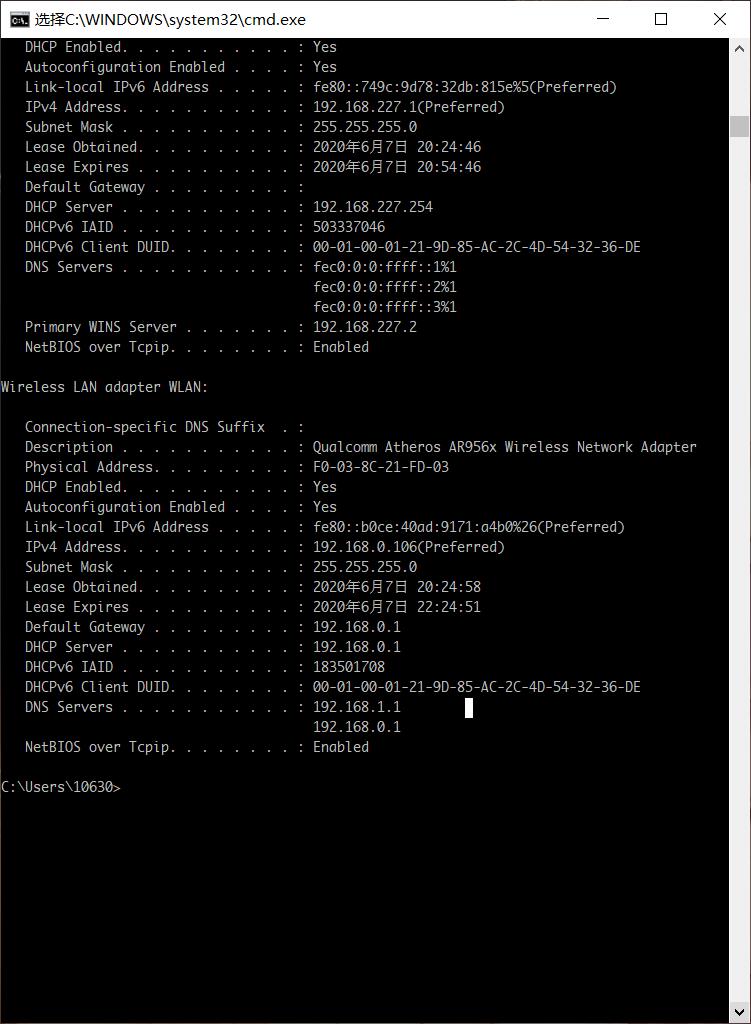 选择C:\WINDOWS\system32\cmd.exe
DHCP Enabled. . . . . . . . . . . : Yes
Autoconfiguration Enabled . . . . : Yes
Link-local IPv6 Address . . . . . : fe80::749c:9d78:32db:815e%5(Preferred)
IPv4 Address. . . . . . . . . . . : 192.168.227.1(Preferred)
Subnet Mask . . . . . . . . . . . : 255.255.255.0
Lease Obtained. . . . . . . . . . : 2020年6月7日 20:24:46
Lease Expires . . . . . . . . . . : 2020年6月7日 20:54:46
Default Gateway . . . . . . . . . :
DHCP Server . . . . . . . . . . . : 192.168.227.254
DHCPv6 IAID . . . . . . . . . . . : 503337046
DHCPv6 Client DUID. . . . . . . . : 00-01-00-01-21-9D-85-AC-2C-4D-54-32-36-DE
DNS Servers . . . . . . . . . . . : fec0:0:0:ffff::1%1
fec0:0:0:ffff::2%1
fec0:0:0:ffff::3%1
Primary WINS Server . . . . . . . : 192.168.227.2
NetBIOS over Tcpip. . . . . . . . : Enabled
Wireless LAN adapter WLAN:
Connection-specific DNS Suffix  . :
Description . . . . . . . . . . . : Qualcomm Atheros AR956x Wireless Network Adapter
Physical Address. . . . . . . . . : F0-03-8C-21-FD-03
DHCP Enabled. . . . . . . . . . . : Yes
Autoconfiguration Enabled . . . . : Yes
Link-local IPv6 Address . . . . . : fe80::b0ce:40ad:9171:a4b0%26(Preferred)
IPv4 Address. . . . . . . . . . . : 192.168.0.106(Preferred)
Subnet Mask . . . . . . . . . . . : 255.255.255.0
Lease Obtained. . . . . . . . . . : 2020年6月7日 20:24:58
Lease Expires . . . . . . . . . . : 2020年6月7日 22:24:51
Default Gateway . . . . . . . . . : 192.168.0.1
DHCP Server . . . . . . . . . . . : 192.168.0.1
DHCPv6 IAID . . . . . . . . . . . : 183501708
DHCPv6 Client DUID. . . . . . . . : 00-01-00-01-21-9D-85-AC-2C-4D-54-32-36-DE
DNS Servers . . . . . . . . . . . : 192.168.1.1
192.168.0.1
NetBIOS over Tcpip. . . . . . . . : Enabled
C:\Users\10630>